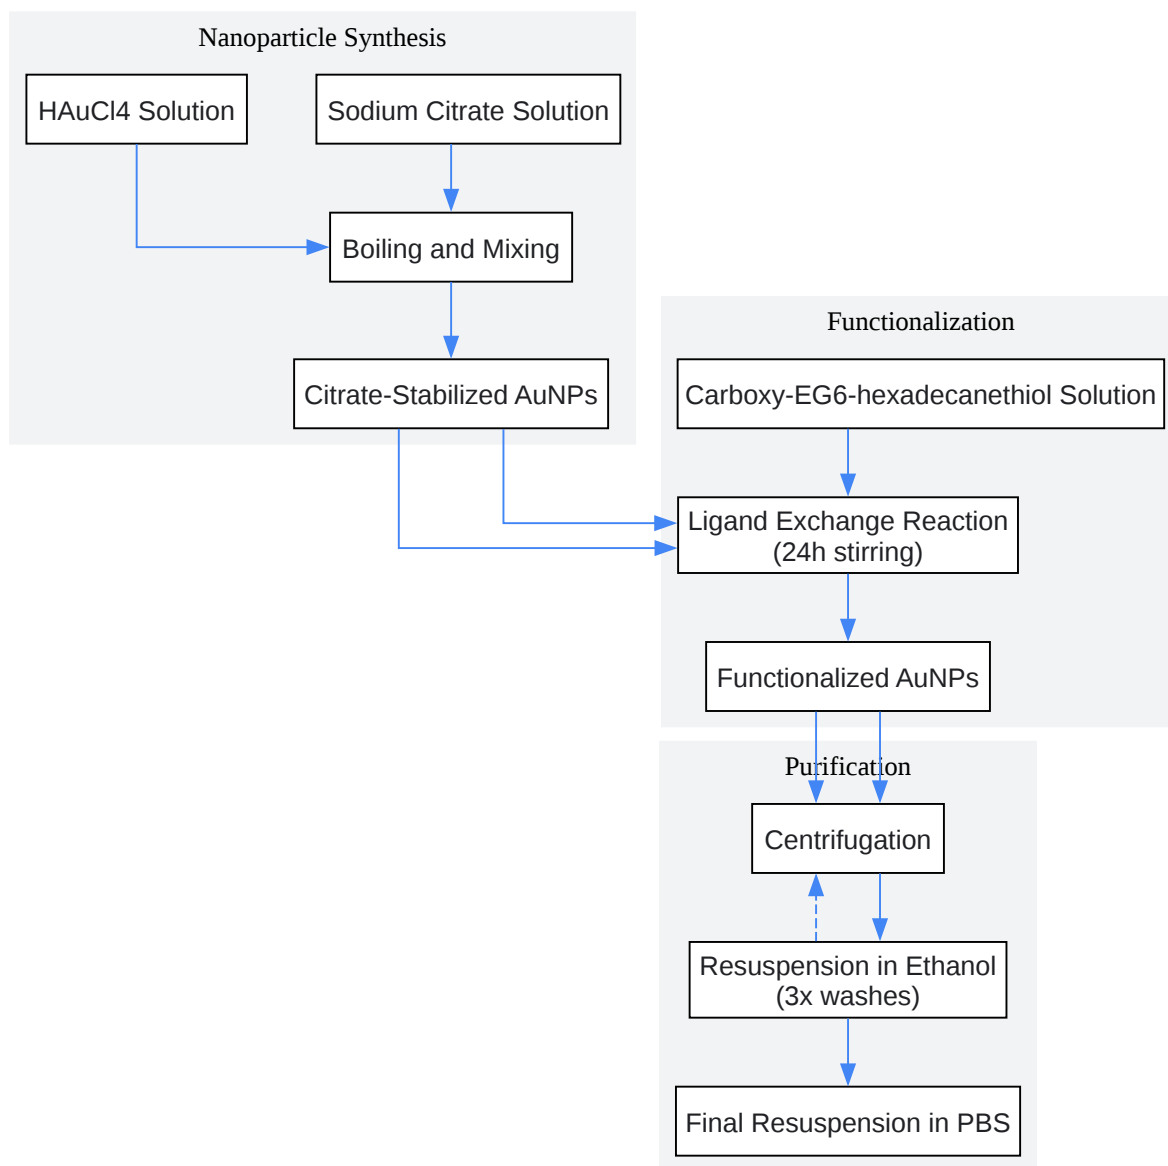 Nanoparticle Synthesis
HAuCl4 Solution
Sodium Citrate Solution
Boiling and Mixing
Citrate-Stabilized AuNPs
Functionalization
Carboxy-EG6-hexadecanethiol Solution
Ligand Exchange Reaction
(24h stirring)
Functionalized AuNPs
Purification
Centrifugation
Resuspension in Ethanol
(3x washes)
Final Resuspension in PBS